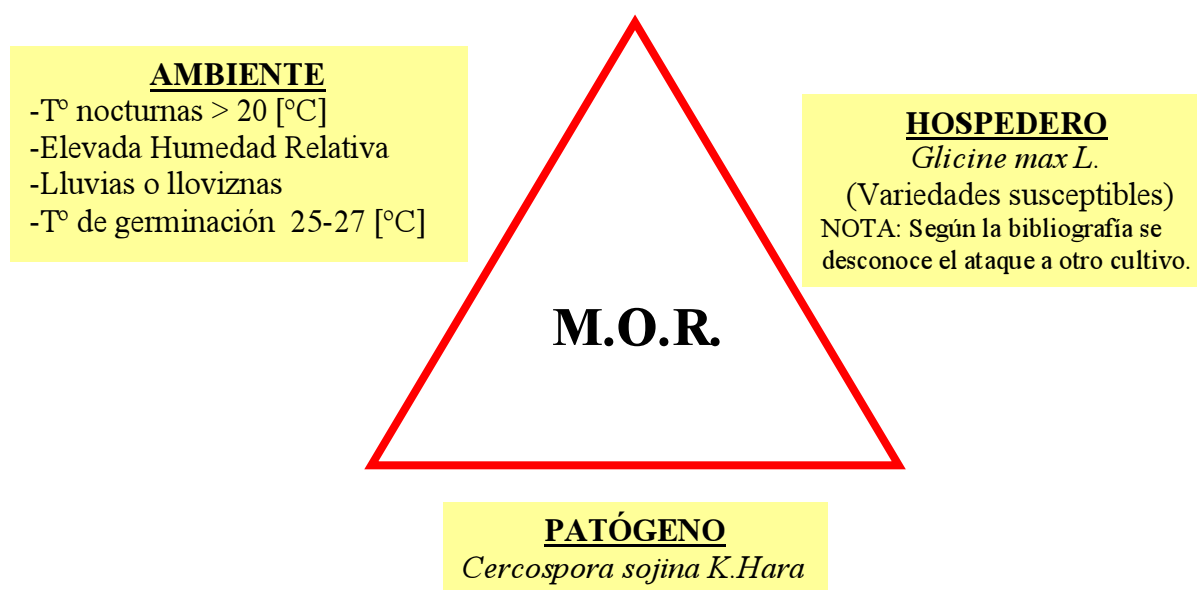 AMBIENTE
-Tº nocturnas > 20 [ºC]
-Elevada Humedad Relativa
-Lluvias o lloviznas
-Tº de germinación 25-27 [ºC]
HOSPEDERO
Glicine max L.
(Variedades susceptibles)
NOTA: Según la bibliografía se
desconoce el ataque a otro cultivo.
M.O.R.
PATÓGENO
Cercospora sojina K.Hara